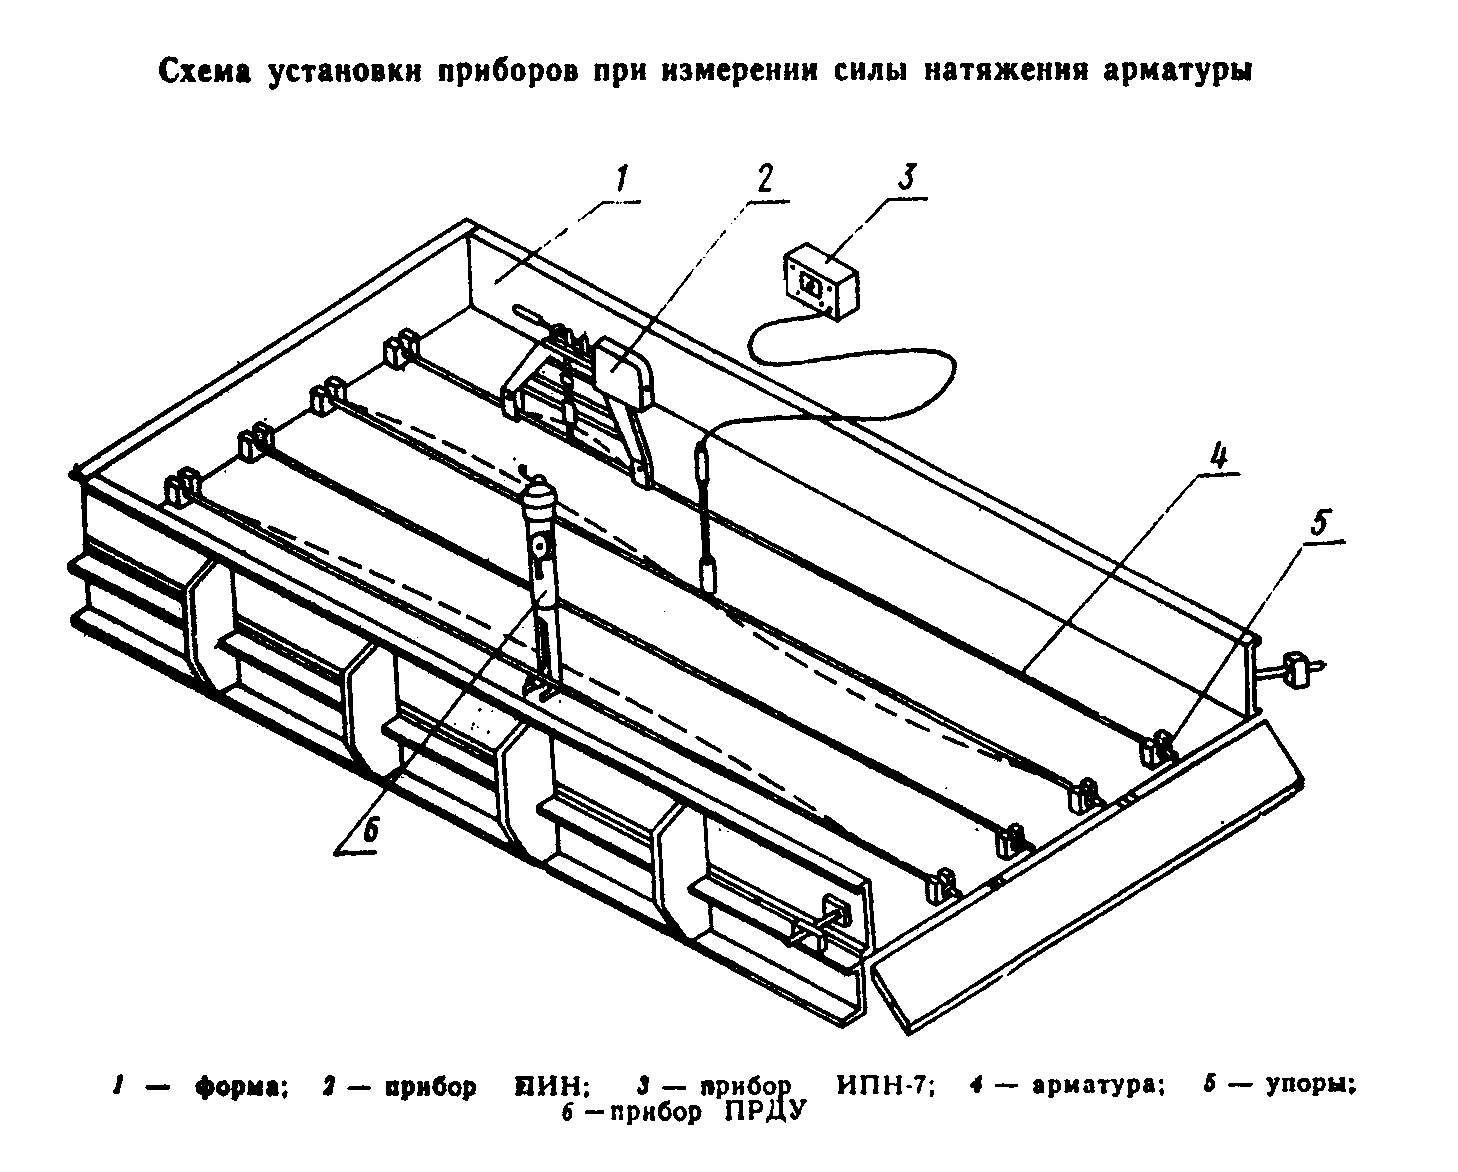 Схема установки приборов при измерении силы натяжения арматуры
1
2
3
4
5
6
1 — форма; 2 — прибор ПИН; 3 — прибор ИПН-7; 4 — арматура; 5 — упоры;
6 — прибор ПРДУ